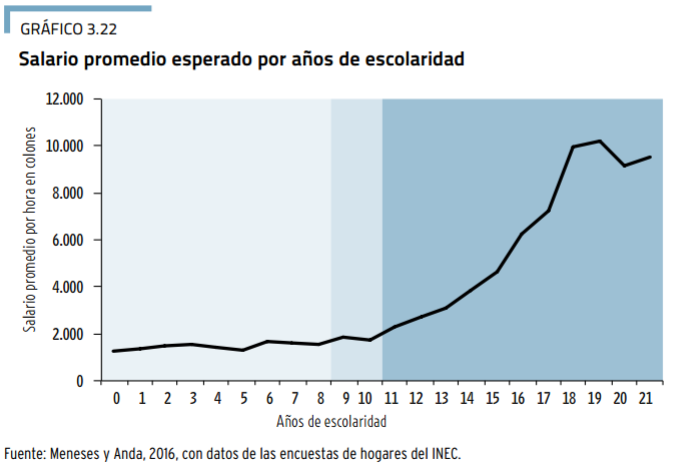 GRÁFICO 3.22
Salario promedio esperado por años de escolaridad
Salario promedio por hora en colones
12.000
10.000
8.000
6.000
4.000
2.000
0
0 1 2 3 4 5 6 7 8 9 10 11 12 13 14 15 16 17 18 19 20 21
Años de escolaridad
Fuente: Meneses y Anda, 2016, con datos de las encuestas de hogares del INEC.